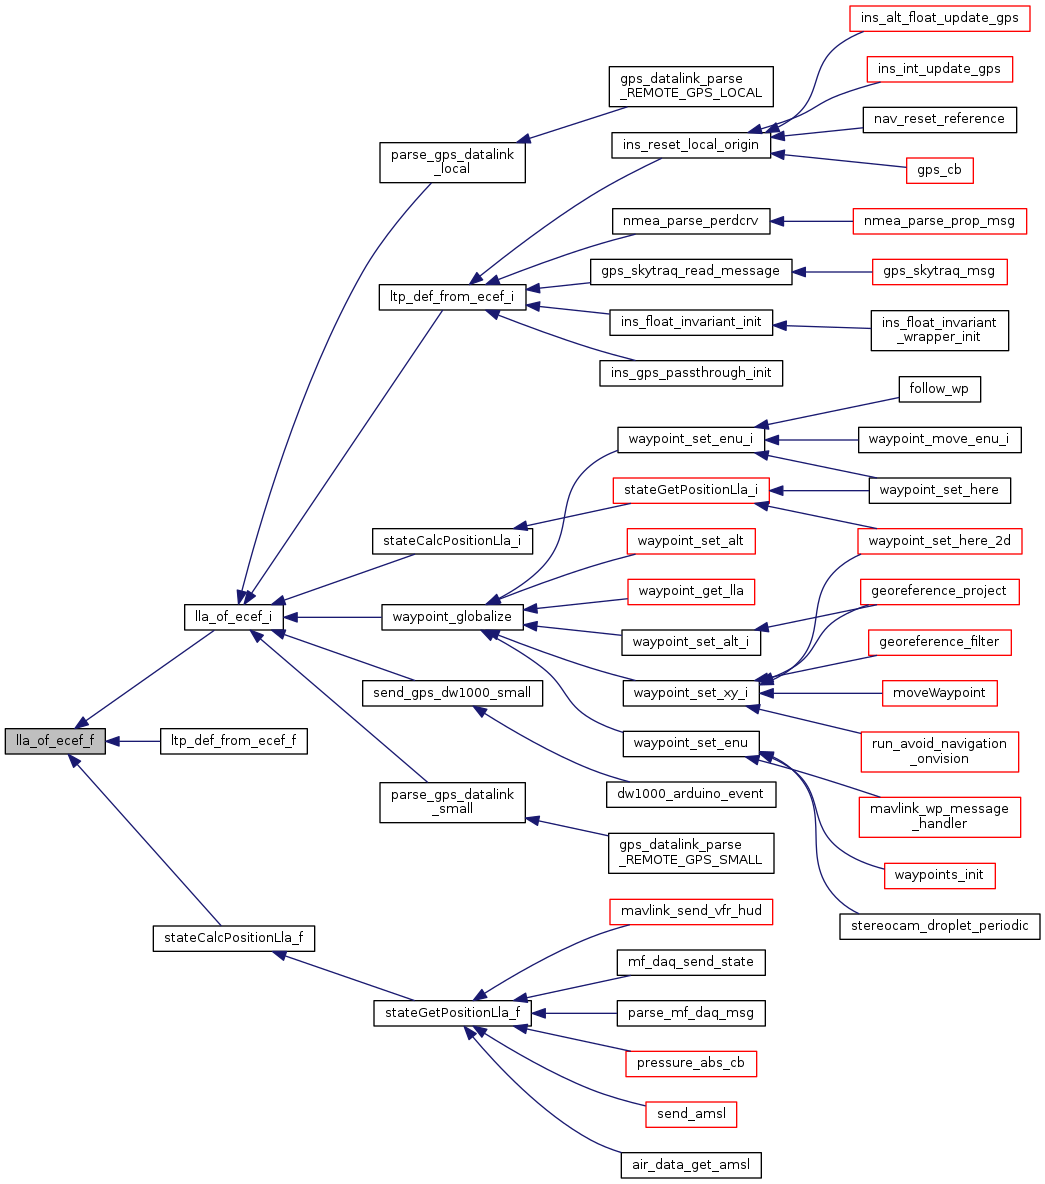 ins_alt_float_update_gps
ins_int_update_gps
gps_datalink_parse
_REMOTE_GPS_LOCAL
nav_reset_reference
ins_reset_local_origin
parse_gps_datalink
_local
gps_cb
nmea_parse_perdcrv
nmea_parse_prop_msg
gps_skytraq_read_message
gps_skytraq_msg
ltp_def_from_ecef_i
ins_float_invariant_init
ins_float_invariant
_wrapper_init
ins_gps_passthrough_init
follow_wp
waypoint_set_enu_i
waypoint_move_enu_i
stateGetPositionLla_i
waypoint_set_here
stateCalcPositionLla_i
waypoint_set_alt
waypoint_set_here_2d
waypoint_get_lla
georeference_project
lla_of_ecef_i
waypoint_globalize
waypoint_set_alt_i
georeference_filter
send_gps_dw1000_small
waypoint_set_xy_i
moveWaypoint
lla_of_ecef_f
ltp_def_from_ecef_f
waypoint_set_enu
run_avoid_navigation
_onvision
parse_gps_datalink
_small
dw1000_arduino_event
mavlink_wp_message
_handler
gps_datalink_parse
_REMOTE_GPS_SMALL
waypoints_init
stateCalcPositionLla_f
mavlink_send_vfr_hud
stereocam_droplet_periodic
mf_daq_send_state
stateGetPositionLla_f
parse_mf_daq_msg
pressure_abs_cb
send_amsl
air_data_get_amsl